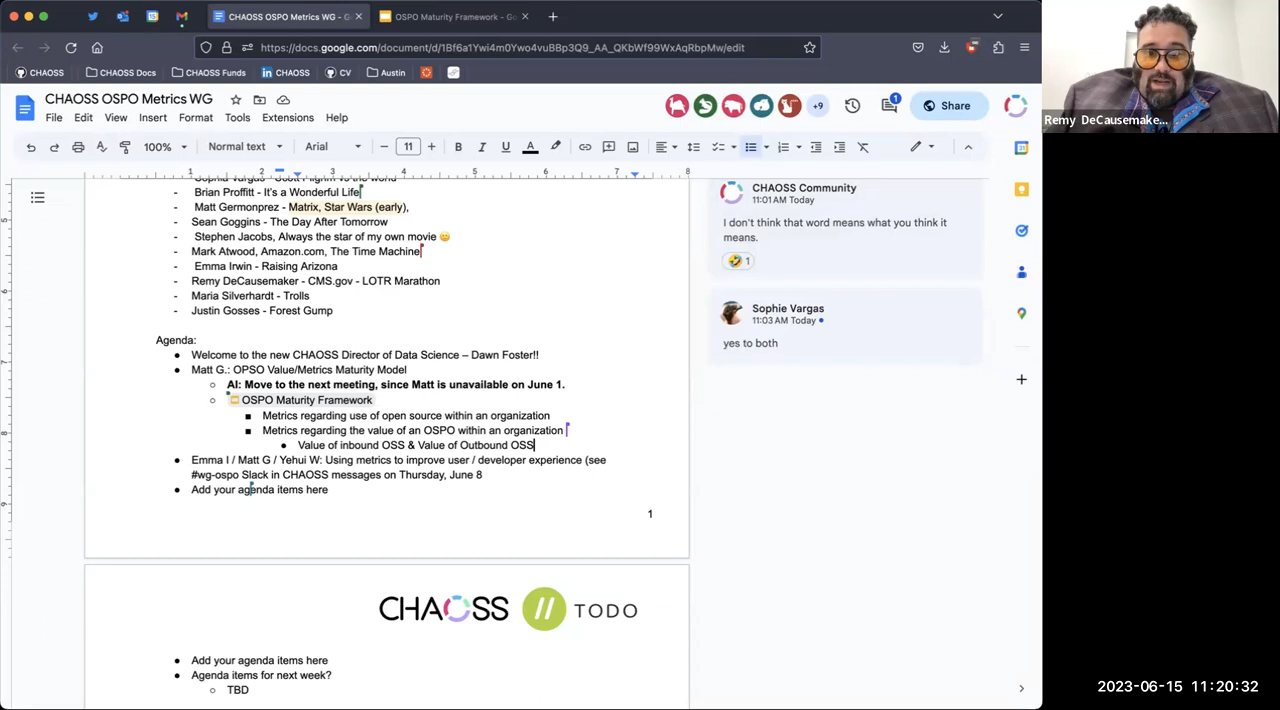 CHAOSS OSPO Metrics WG - G
OSPO Maturity Framework - Go
https://docs.google.com/document/d/1Bf6a1Ywi4m0Ywo4vuBBp3Q9_AA_QKbWf99WxAqRbpMw/edit
CHAOSS
CHAOSS Docs
CHAOSS Funds
CHAOSS
CV
Austin
CHAOSS OSPO Metrics WG
File Edit View Insert Format Tools Extensions Help
+9
1
Share
100%
Normal text
Arial
11
B I U A
1 2 3 4 5 6 7 8
- Brian Proffitt - It's a Wonderful Life
- Matt Germonprez - Matrix, Star Wars (early),
- Sean Goggins - The Day After Tomorrow
- Stephen Jacobs, Always the star of my own movie 🙂
- Mark Atwood, Amazon.com, The Time Machine
- Emma Irwin - Raising Arizona
- Remy DeCausemaker - CMS.gov - LOTR Marathon
- Maria Silverhardt - Trolls
- Justin Gosses - Forest Gump
Agenda:
● Welcome to the new CHAOSS Director of Data Science – Dawn Foster!!
● Matt G.: OPSO Value/Metrics Maturity Model
○ AI: Move to the next meeting, since Matt is unavailable on June 1.
○ OSPO Maturity Framework
■ Metrics regarding use of open source within an organization
■ Metrics regarding the value of an OSPO within an organization
● Value of inbound OSS & Value of Outbound OSS
● Emma I / Matt G / Yehui W: Using metrics to improve user / developer experience (see
#wg-ospo Slack in CHAOSS messages on Thursday, June 8
● Add your agenda items here
1
CHAOSS // TODO
● Add your agenda items here
● Agenda items for next week?
○ TBD
CHAOSS Community
11:01 AM Today
I don't think that word means what you think it
means.
🤣 1
Sophie Vargas
11:03 AM Today
yes to both
Remy DeCausemake...
2023-06-15 11:20:32